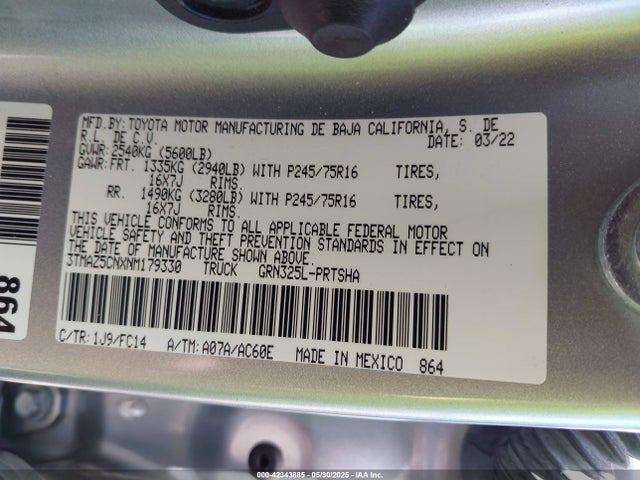 MFD.BY:TOYOTA MOTOR MANUFACTURING DE BAJA CALIFORNIA, S. DE
R.L. DE C.V.
DATE: 03/22
GVWR:2540KG (5600LB)
GAWR:FRT. 1335KG (2940LB) WITH P245/75R16 TIRES,
16X7J RIMS.
RR. 1490KG (3280LB) WITH P245/75R16 TIRES,
16X7J RIMS.
THIS VEHICLE CONFORMS TO ALL APPLICABLE FEDERAL MOTOR
VEHICLE SAFETY AND THEFT PREVENTION STANDARDS IN EFFECT ON
THE DATE OF MANUFACTURE SHOWN ABOVE.
3TMAZ5CNXNM179330 TRUCK GRN325L-PRTSHA
C/TR:1J9/FC14 A/TM:A07A/AC60E MADE IN MEXICO 864
864
000-42343885 - 05/30/2025 - IAAI, Inc.